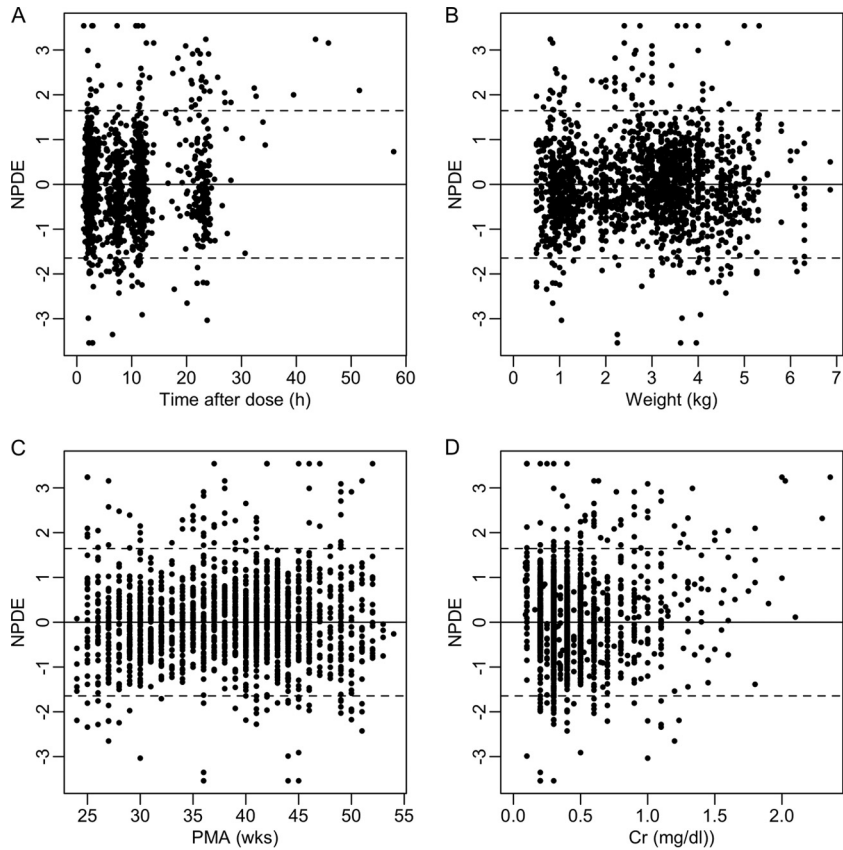 A
NPDE
3
2
1
0
-1
-2
-3
0 10 20 30 40 50 60
Time after dose (h)
B
NPDE
3
2
1
0
-1
-2
-3
0 1 2 3 4 5 6 7
Weight (kg)
C
NPDE
3
2
1
0
-1
-2
-3
25 30 35 40 45 50 55
PMA (wks)
D
NPDE
3
2
1
0
-1
-2
-3
0.0 0.5 1.0 1.5 2.0
Cr (mg/dl))